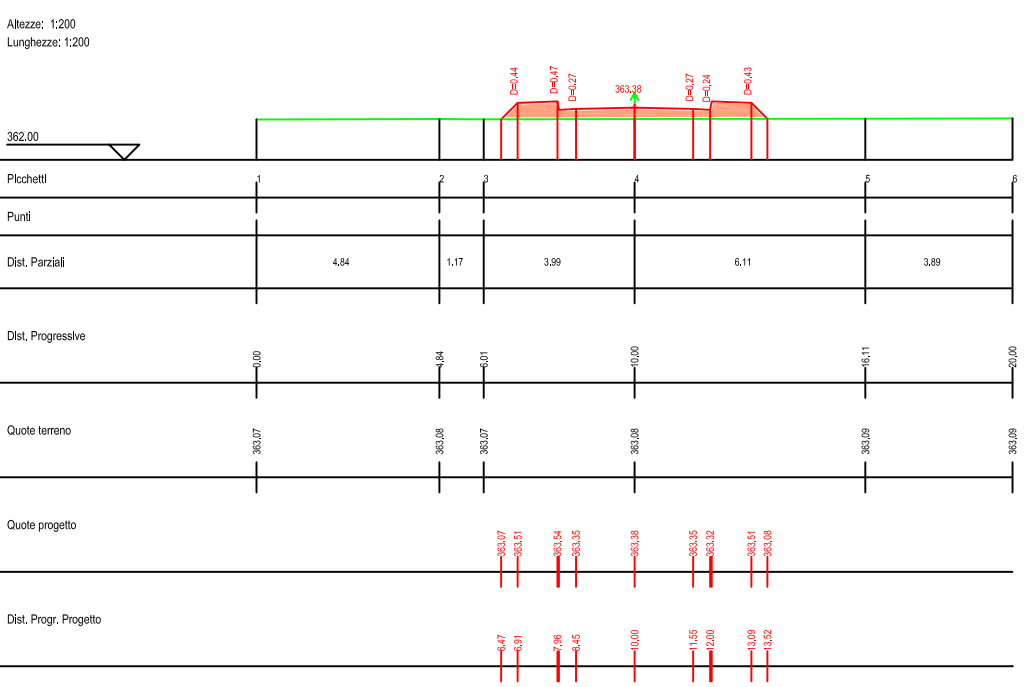 Altezze: 1:200
Lunghezze: 1:200
D=0.44
D=0.47
D=0.27
363.38
D=0.27
D=0.24
D=0.43
362.00
Picchetti
1 2 3 4 5 6
Punti
Dist. Parziali
4.84 1.17 3.99 6.11 3.89
Dist. Progressive
0.00 4.84 6.01 10.00 16.11 20.00
Quote terreno
363.07 363.08 363.07 363.08 363.09 363.09
Quote progetto
363.07 363.51 363.54 363.35 363.38 363.35 363.32 363.51 363.08
Dist. Progr. Progetto
6.47 6.91 7.96 8.45 10.00 11.55 12.00 13.09 13.52